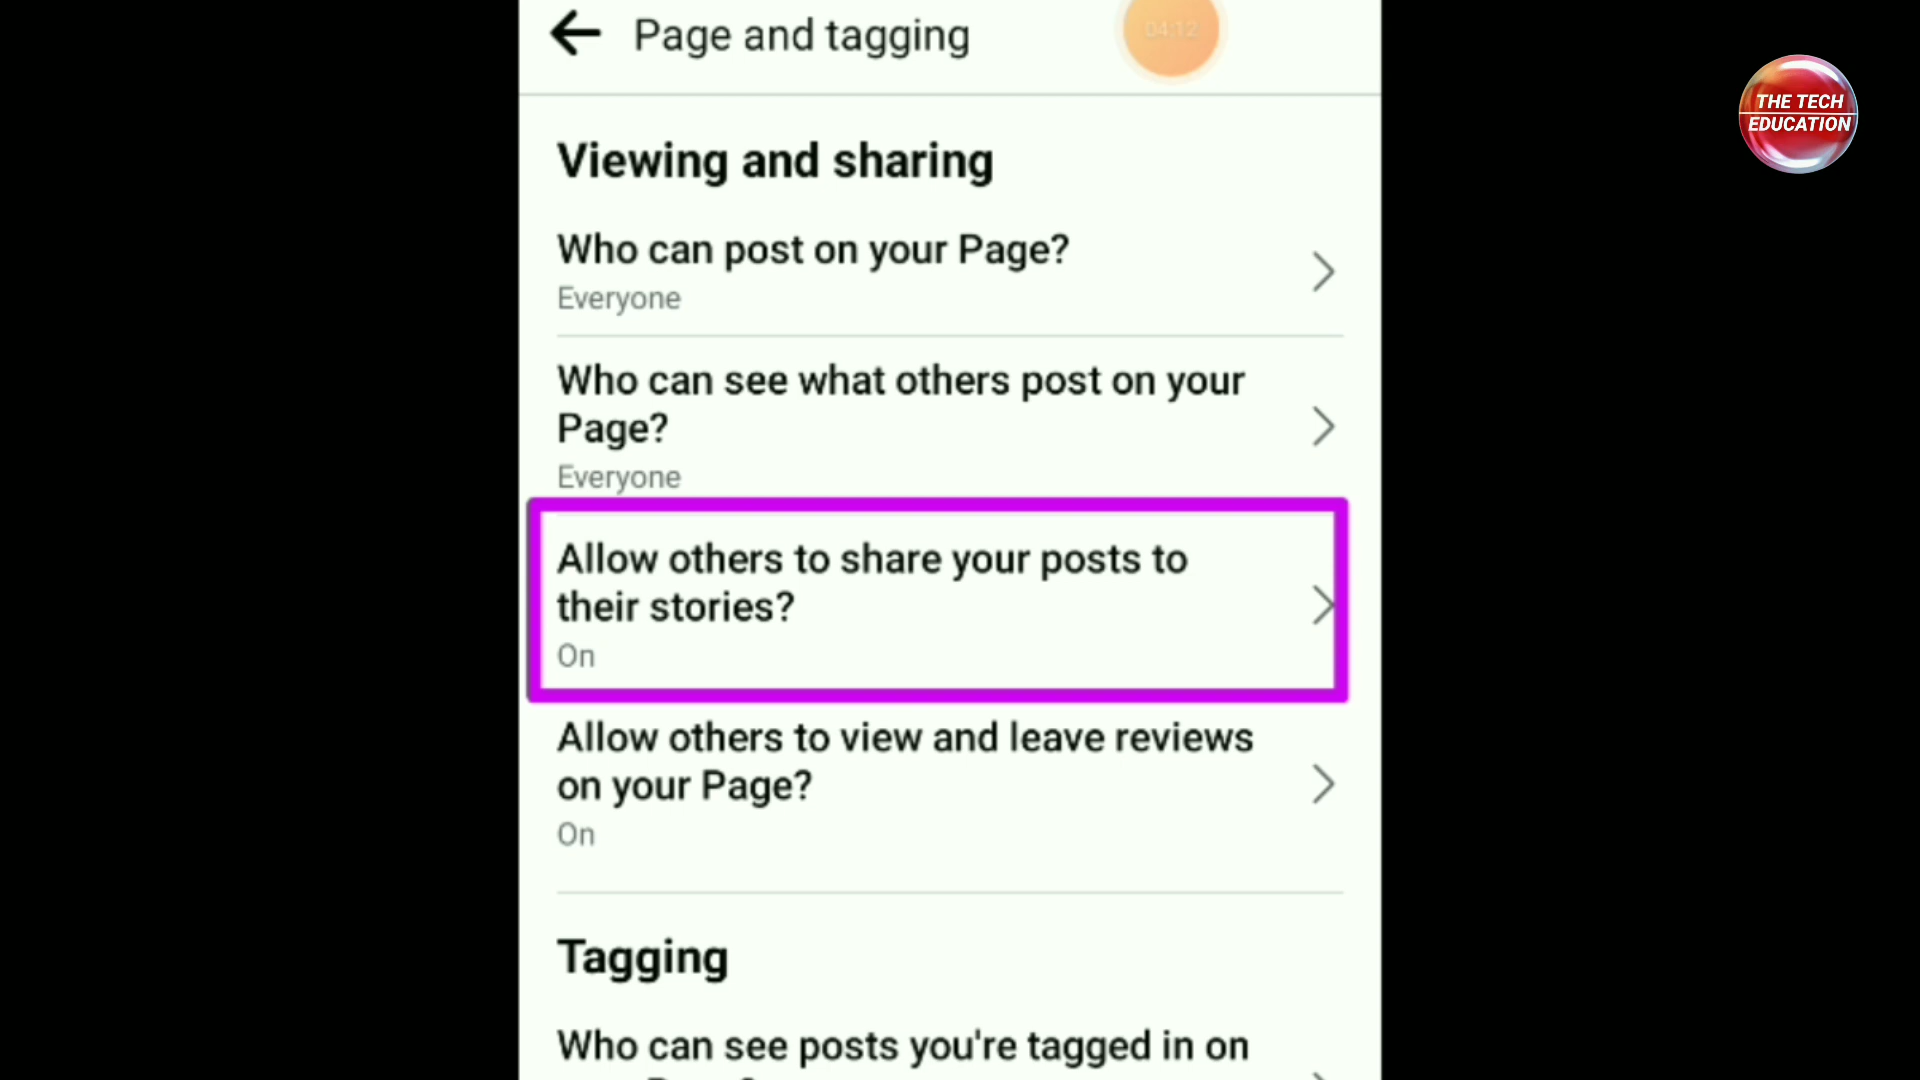 Page and tagging
04:12
THE TECH
EDUCATION
Viewing and sharing
Who can post on your Page?
Everyone
Who can see what others post on your
Page?
Everyone
Allow others to share your posts to
their stories?
On
Allow others to view and leave reviews
on your Page?
On
Tagging
Who can see posts you're tagged in on